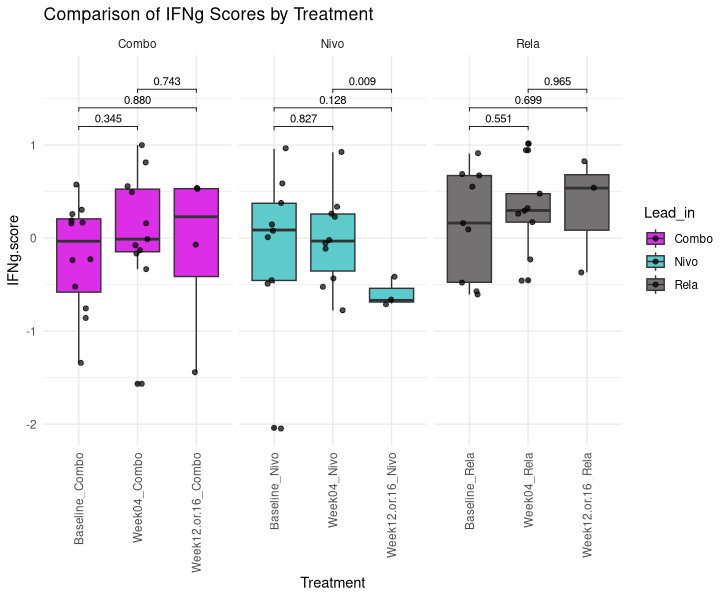 Comparison of IFNg Scores by Treatment
Combo Nivo Rela
0.743 0.009 0.965
0.880 0.128 0.699
0.345 0.827 0.551
1
0
-1
-2
IFNg.score
Baseline_Combo
Week04_Combo
Week12.or.16_Combo
Baseline_Nivo
Week04_Nivo
Week12.or.16_Nivo
Baseline_Rela
Week04_Rela
Week12.or.16_Rela
Treatment
Lead_in
Combo
Nivo
Rela